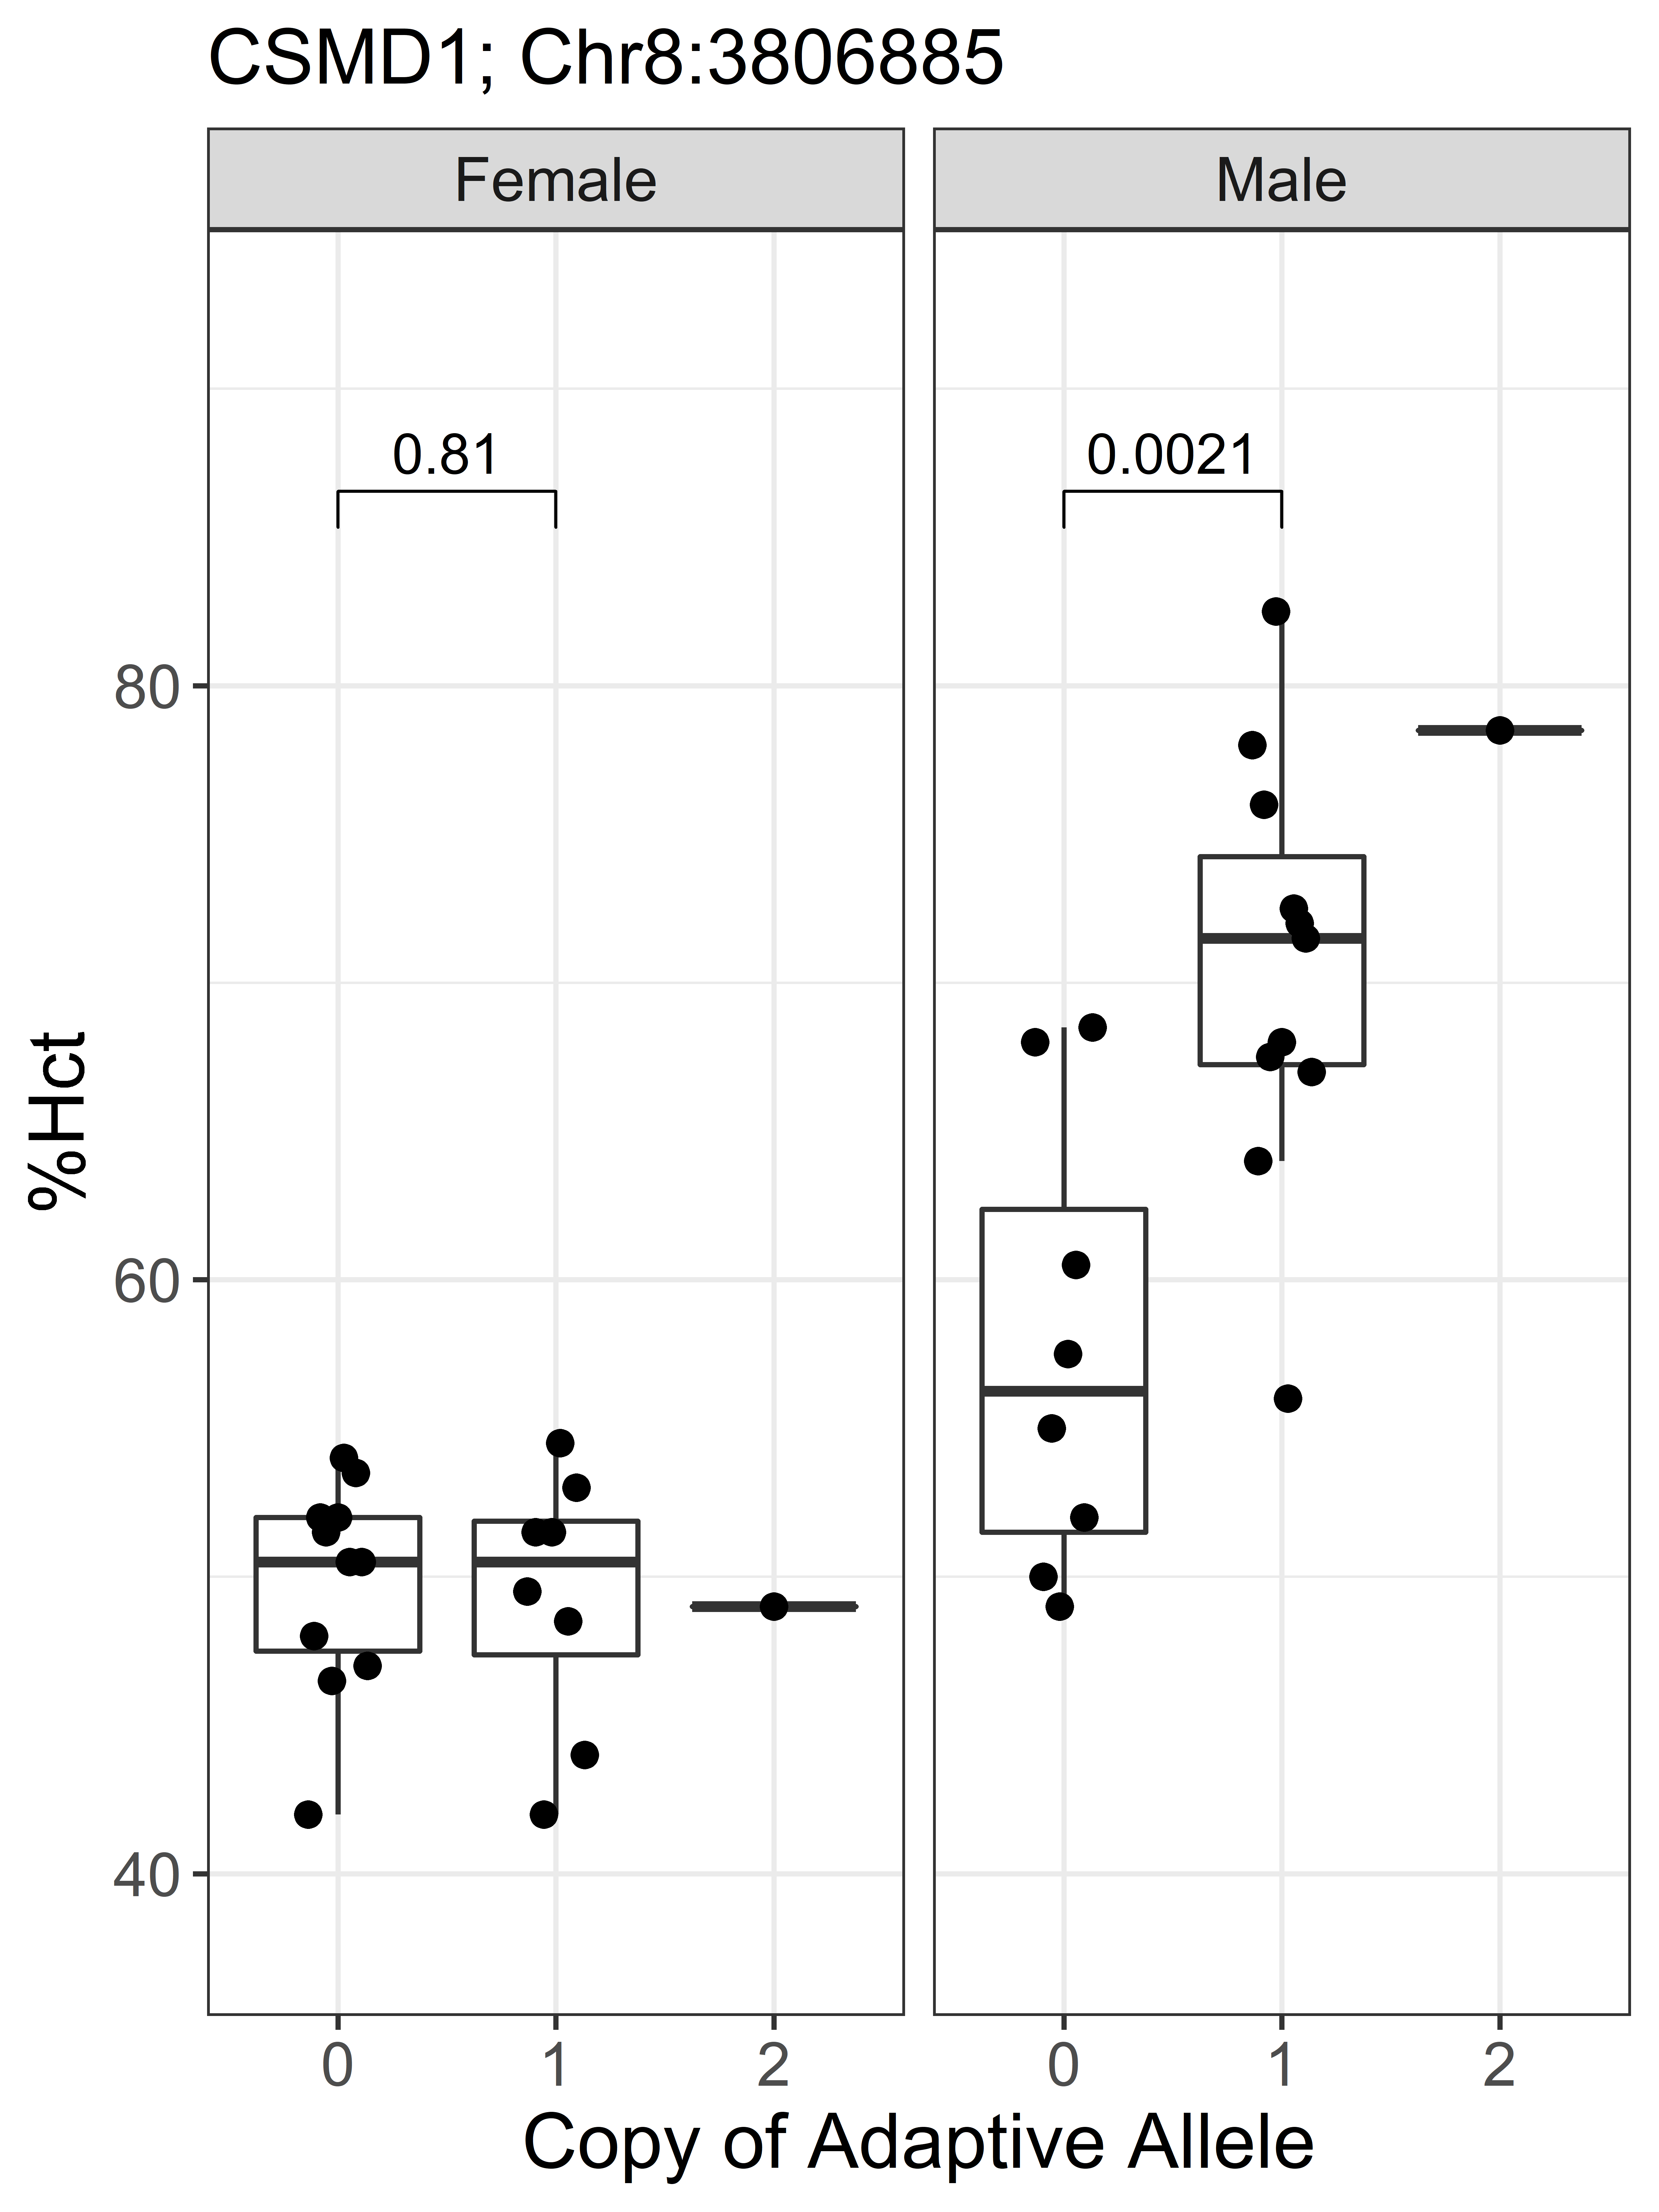 CSMD1; Chr8:3806885
Female Male
0.81 0.0021
80
60
40
%Hct
0 1 2 0 1 2
Copy of Adaptive Allele